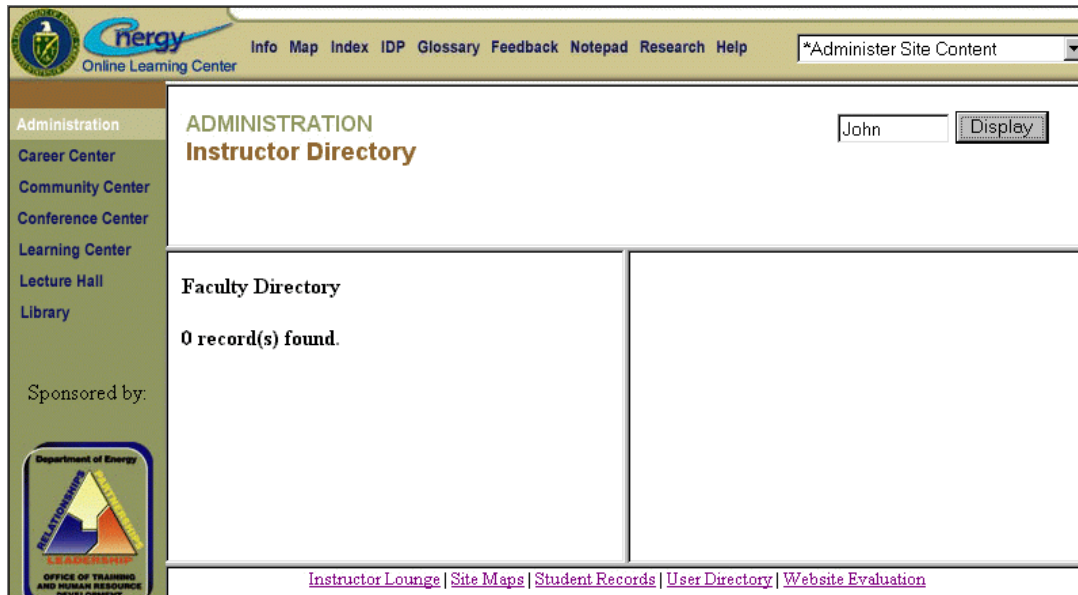 nergy
Online Learning Center
Info Map Index IDP Glossary Feedback Notepad Research Help
*Administer Site Content
Administration
Career Center
Community Center
Conference Center
Learning Center
Lecture Hall
Library
Sponsored by:
Department of Energy
RELATIONSHIPS
PARTNERSHIPS
LEADERSHIP
OFFICE OF TRAINING
AND HUMAN RESOURCE
DEVELOPMENT
ADMINISTRATION
Instructor Directory
John
Display
Faculty Directory
0 record(s) found.
Instructor Lounge | Site Maps | Student Records | User Directory | Website Evaluation